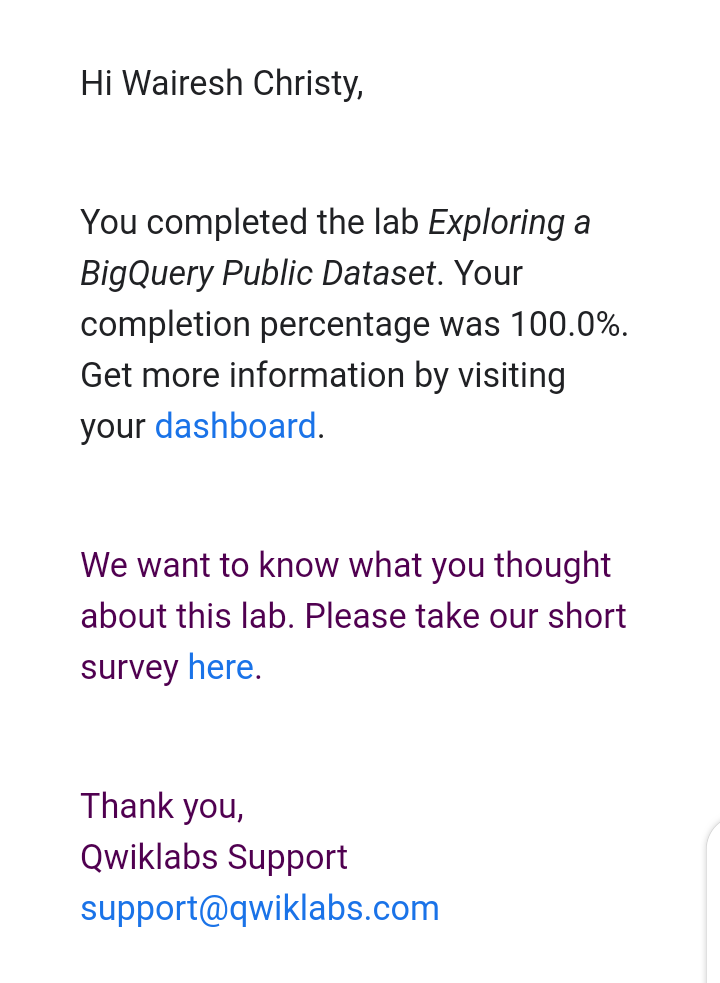 Hi Wairesh Christy,
You completed the lab Exploring a
BigQuery Public Dataset. Your
completion percentage was 100.0%.
Get more information by visiting
your dashboard.
We want to know what you thought
about this lab. Please take our short
survey here.
Thank you,
Qwiklabs Support
support@qwiklabs.com